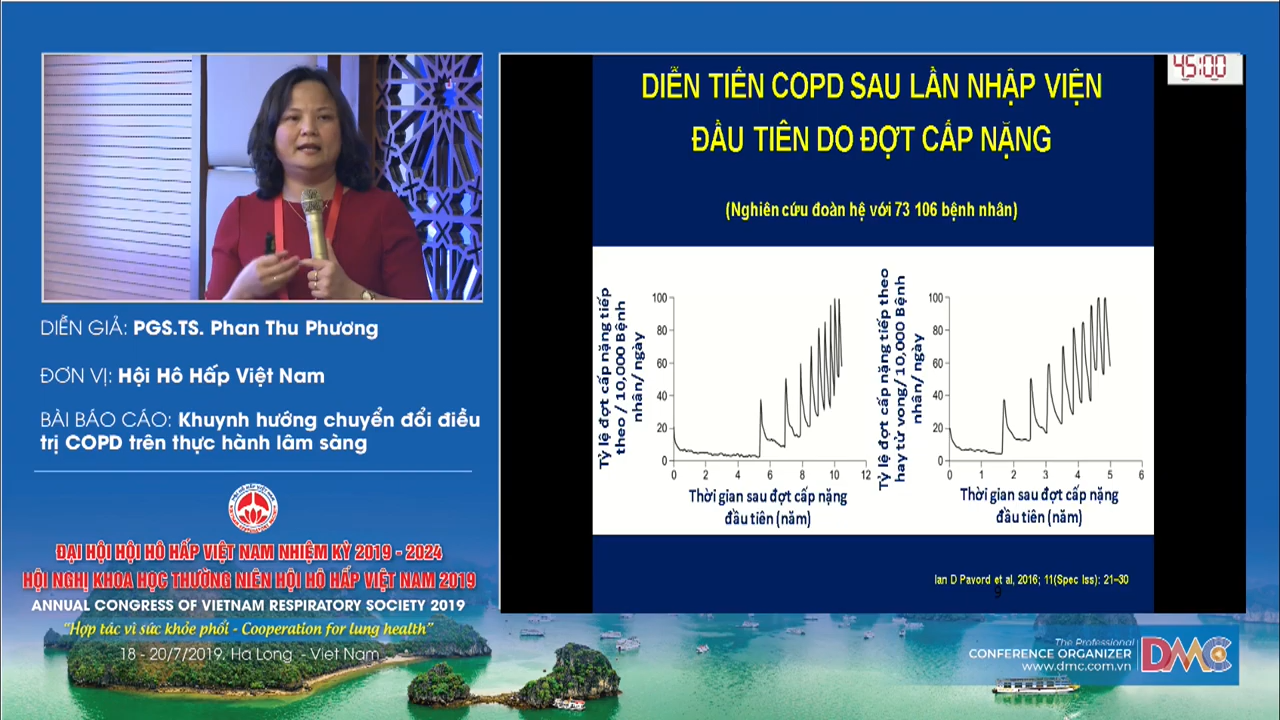 45:00
DIỄN TIẾN COPD SAU LẦN NHẬP VIỆN
ĐẦU TIÊN DO ĐỢT CẤP NẶNG
(Nghiên cứu đoàn hệ với 73 106 bệnh nhân)
Tỷ lệ đợt cấp nặng tiếp
theo / 10,000 Bệnh
nhân/ ngày
100
80
60
40
20
0
0 2 4 6 8 10 12
Thời gian sau đợt cấp nặng
đầu tiên (năm)
Tỷ lệ đợt cấp nặng tiếp theo
hay tử vong/ 10,000 Bệnh
nhân/ ngày
100
80
60
40
20
0
0 1 2 3 4 5 6
Thời gian sau đợt cấp nặng
đầu tiên (năm)
Ian D Pavord et al, 2016; 11(Spec Iss): 21–30
9
DIỄN GIẢ: PGS.TS. Phan Thu Phương
ĐƠN VỊ: Hội Hô Hấp Việt Nam
BÀI BÁO CÁO: Khuynh hướng chuyển đổi điều
trị COPD trên thực hành lâm sàng
ĐẠI HỘI HỘI HÔ HẤP VIỆT NAM NHIỆM KỲ 2019 - 2024
HỘI NGHỊ KHOA HỌC THƯỜNG NIÊN HỘI HÔ HẤP VIỆT NAM 2019
ANNUAL CONGRESS OF VIETNAM RESPIRATORY SOCIETY 2019
“Hợp tác vì sức khỏe phổi - Cooperation for lung health”
18 - 20/7/2019. Ha Long - Viet Nam
The Professional
CONFERENCE ORGANIZER
www.dmc.com.vn
DMC